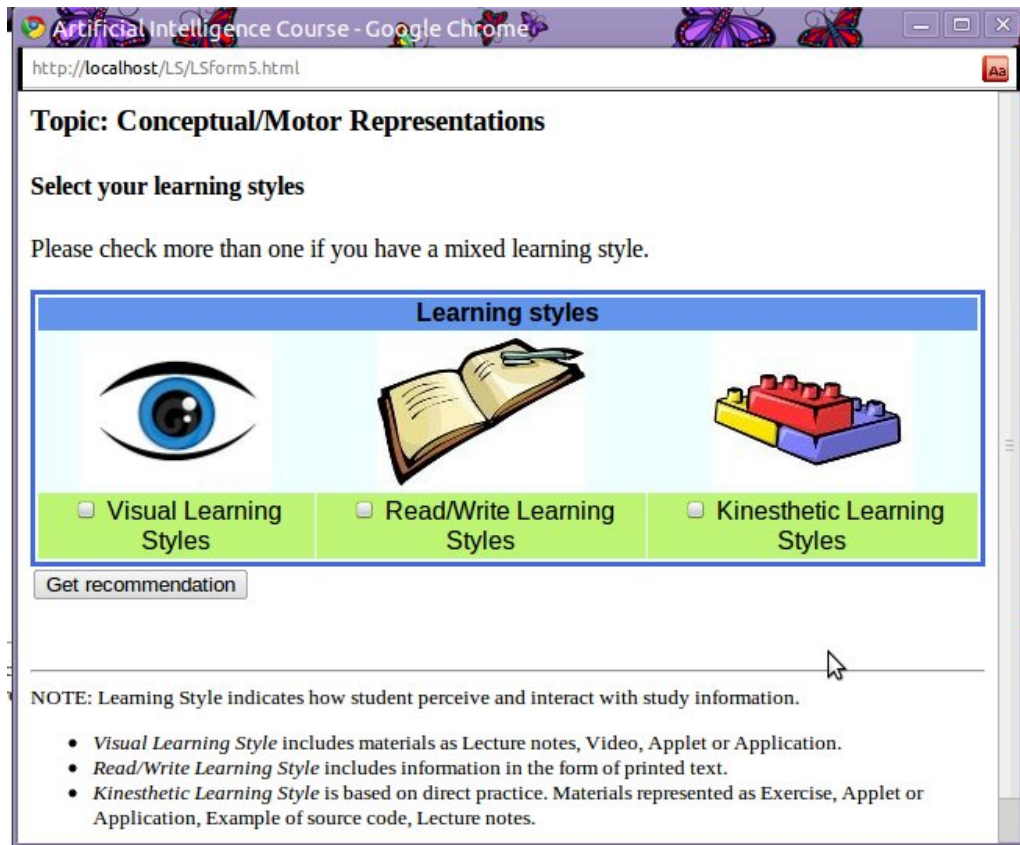 Artificial Intelligence Course - Google Chrome
http://localhost/LS/LSform5.html
Aa
Topic: Conceptual/Motor Representations
Select your learning styles
Please check more than one if you have a mixed learning style.
Learning styles
Visual Learning
Styles
Read/Write Learning
Styles
Kinesthetic Learning
Styles
Get recommendation
NOTE: Learning Style indicates how student perceive and interact with study information.
• Visual Learning Style includes materials as Lecture notes, Video, Applet or Application.
• Read/Write Learning Style includes information in the form of printed text.
• Kinesthetic Learning Style is based on direct practice. Materials represented as Exercise, Applet or
Application, Example of source code, Lecture notes.